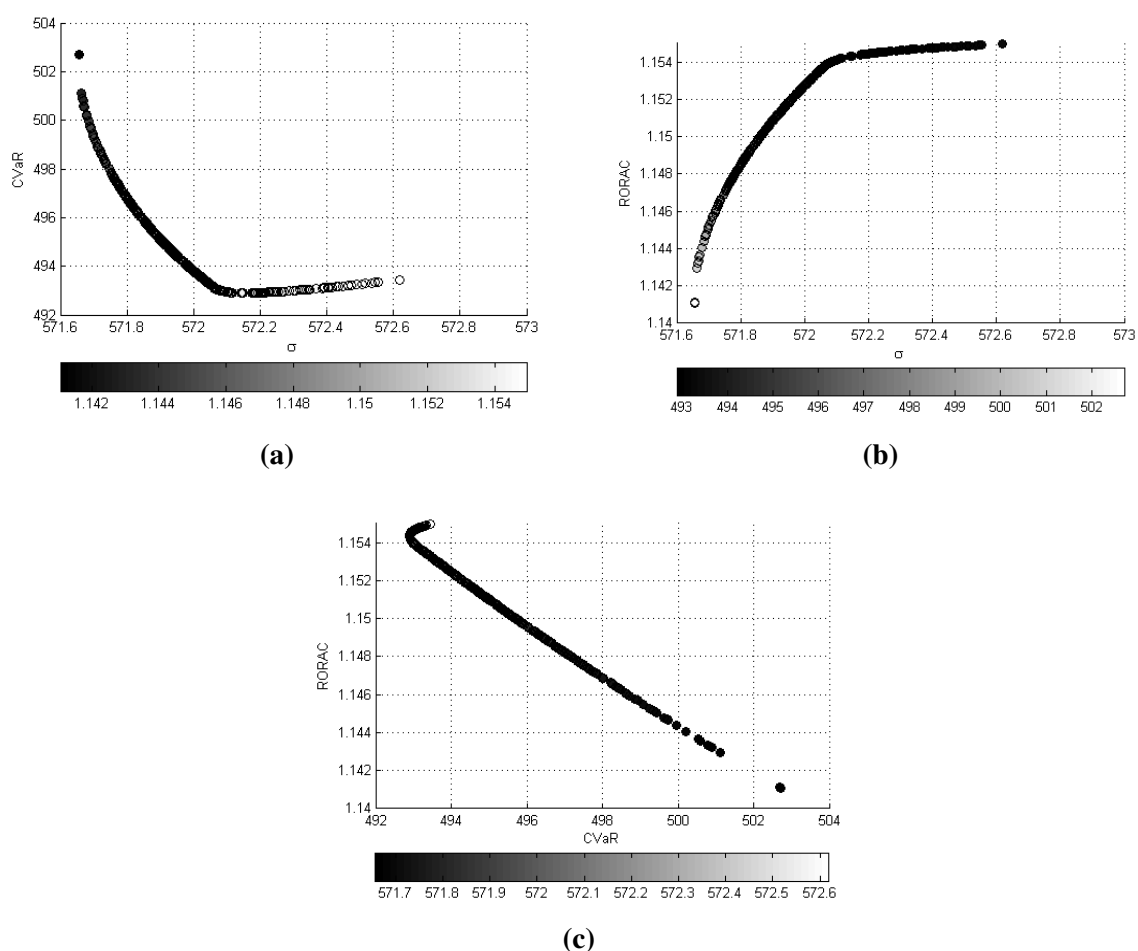 504
502
500
498
496
494
492
CVaR
571.6 571.8 572 572.2 572.4 572.6 572.8 573
σ
1.142 1.144 1.146 1.148 1.15 1.152 1.154
(a)
1.154
1.152
1.15
1.148
1.146
1.144
1.142
1.14
RORAC
571.6 571.8 572 572.2 572.4 572.6 572.8 573
σ
493 494 495 496 497 498 499 500 501 502
(b)
1.154
1.152
1.15
1.148
1.146
1.144
1.142
1.14
RORAC
492 494 496 498 500 502 504
CVaR
571.7 571.8 571.9 572 572.1 572.2 572.3 572.4 572.5 572.6
(c)